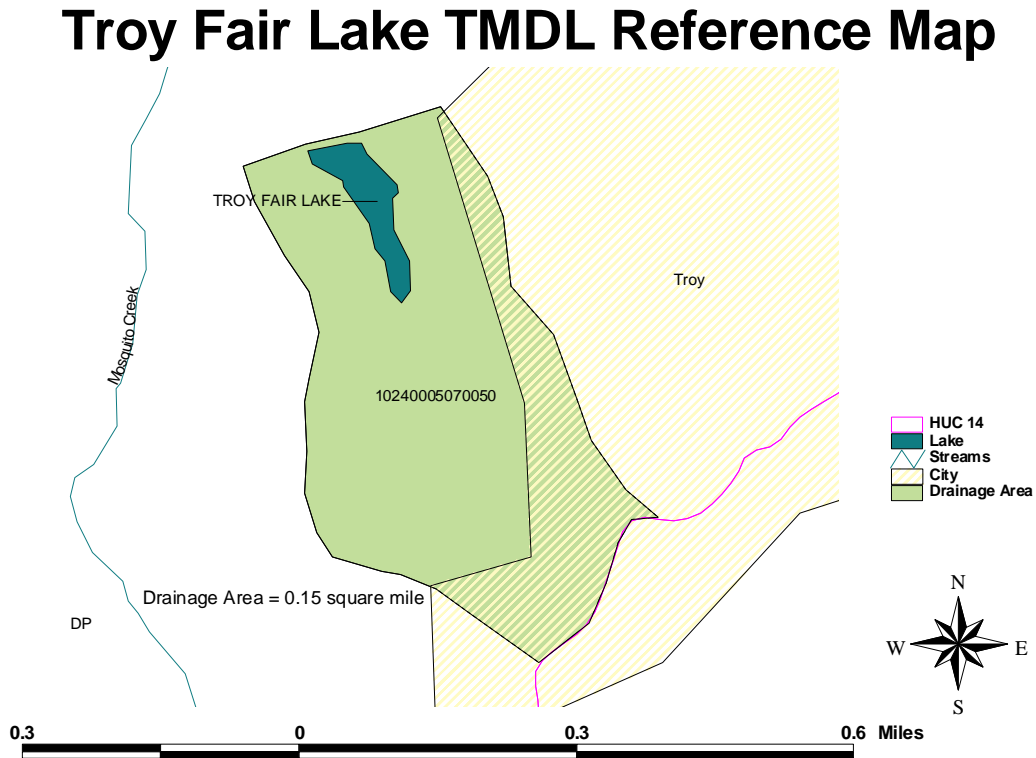 Troy Fair Lake TMDL Reference Map
TROY FAIR LAKE
Troy
Mosquito Creek
10240005070050
HUC 14
Lake
Streams
City
Drainage Area
Drainage Area = 0.15 square mile
DP
N
W
E
S
0.3 0 0.3 0.6 Miles